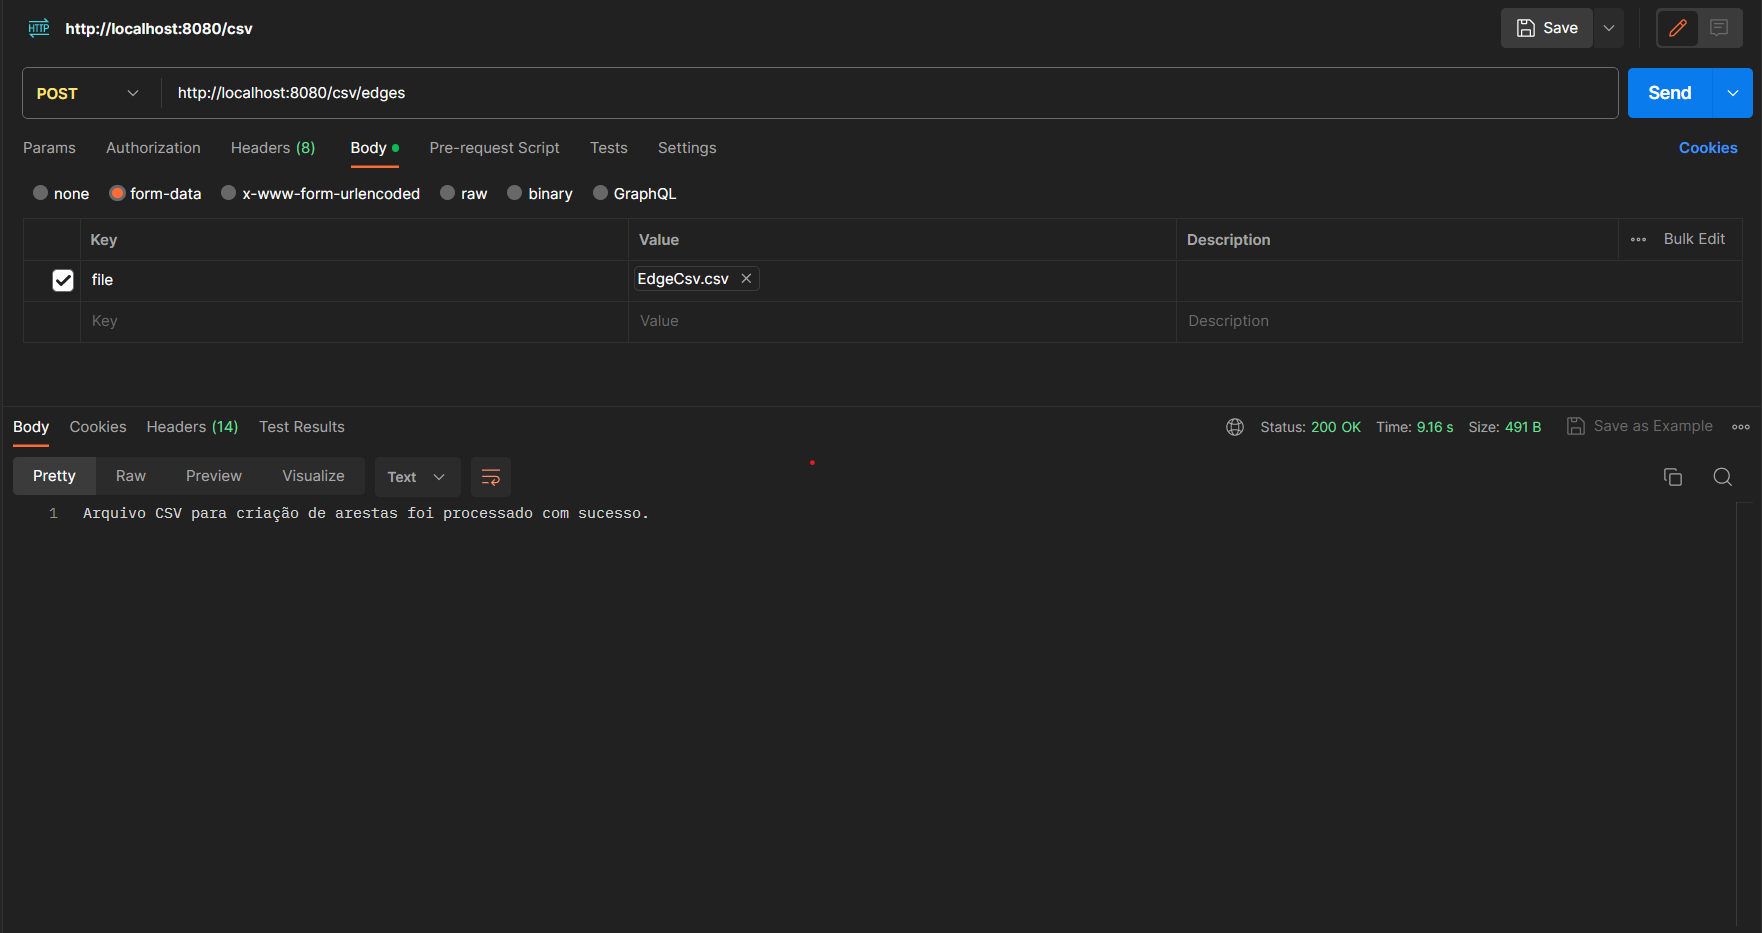 HTTP http://localhost:8080/csv Save
POST http://localhost:8080/csv/edges Send
Params Authorization Headers (8) Body Pre-request Script Tests Settings Cookies
none form-data x-www-form-urlencoded raw binary GraphQL
Key Value Description Bulk Edit
file EdgeCsv.csv
Key Value Description
Body Cookies Headers (14) Test Results Status: 200 OK Time: 9.16 s Size: 491 B Save as Example
Pretty Raw Preview Visualize Text
1 Arquivo CSV para criação de arestas foi processado com sucesso.